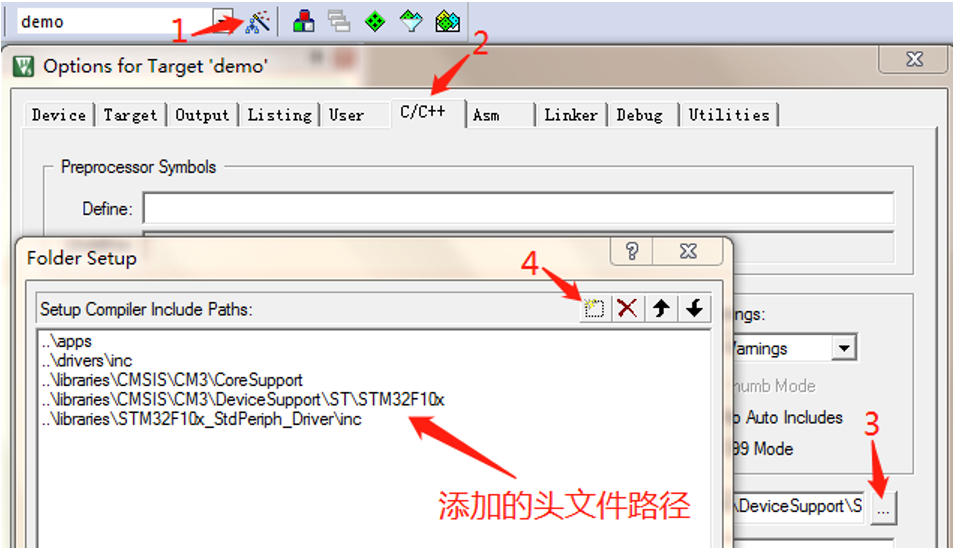 demo
1
2
Options for Target 'demo'
Device Target Output Listing User C/C++ Asm Linker Debug Utilities
Preprocessor Symbols
Define:
Folder Setup
4
Setup Compiler Include Paths:
..\apps
..\drivers\inc
..\libraries\CMSIS\CM3\CoreSupport
..\libraries\CMSIS\CM3\DeviceSupport\ST\STM32F10x
..\libraries\STM32F10x_StdPeriph_Driver\inc
添加的头文件路径
ngs:
Warnings
humb Mode
o Auto Includes
99 Mode
3
\DeviceSupport\S
...